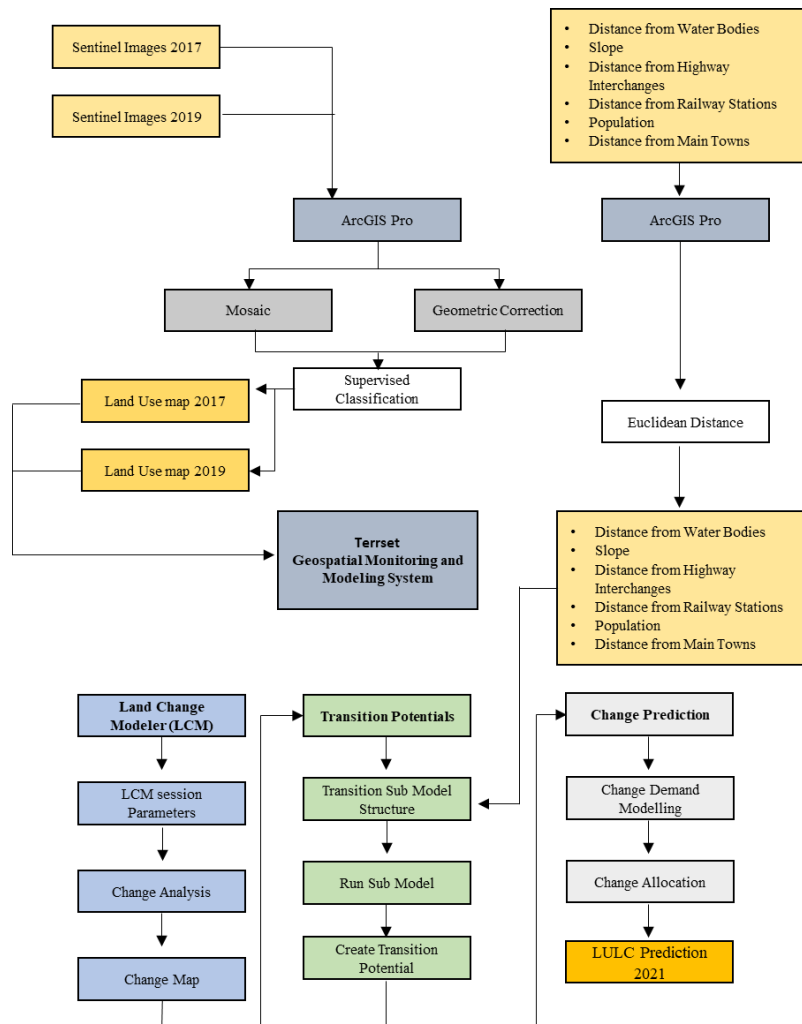 Sentinel Images 2017
Sentinel Images 2019
• Distance from Water Bodies
• Slope
• Distance from Highway
Interchanges
• Distance from Railway Stations
• Population
• Distance from Main Towns
ArcGIS Pro
ArcGIS Pro
Mosaic
Geometric Correction
Supervised
Classification
Land Use map 2017
Land Use map 2019
Euclidean Distance
Terrset
Geospatial Monitoring and
Modeling System
• Distance from Water Bodies
• Slope
• Distance from Highway
Interchanges
• Distance from Railway Stations
• Population
• Distance from Main Towns
Land Change
Modeler (LCM)
LCM session
Parameters
Change Analysis
Change Map
Transition Potentials
Transition Sub Model
Structure
Run Sub Model
Create Transition
Potential
Change Prediction
Change Demand
Modelling
Change Allocation
LULC Prediction
2021